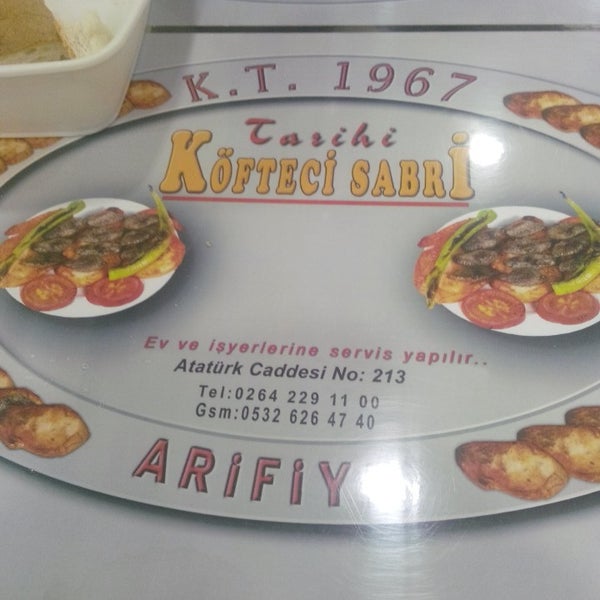 K.T. 1967
Tarihi
KÖFTECİ SABRİ
Ev ve işyerlerine servis yapılır..
Atatürk Caddesi No: 213
Tel:0264 229 11 00
Gsm:0532 626 47 40
ARİFİY